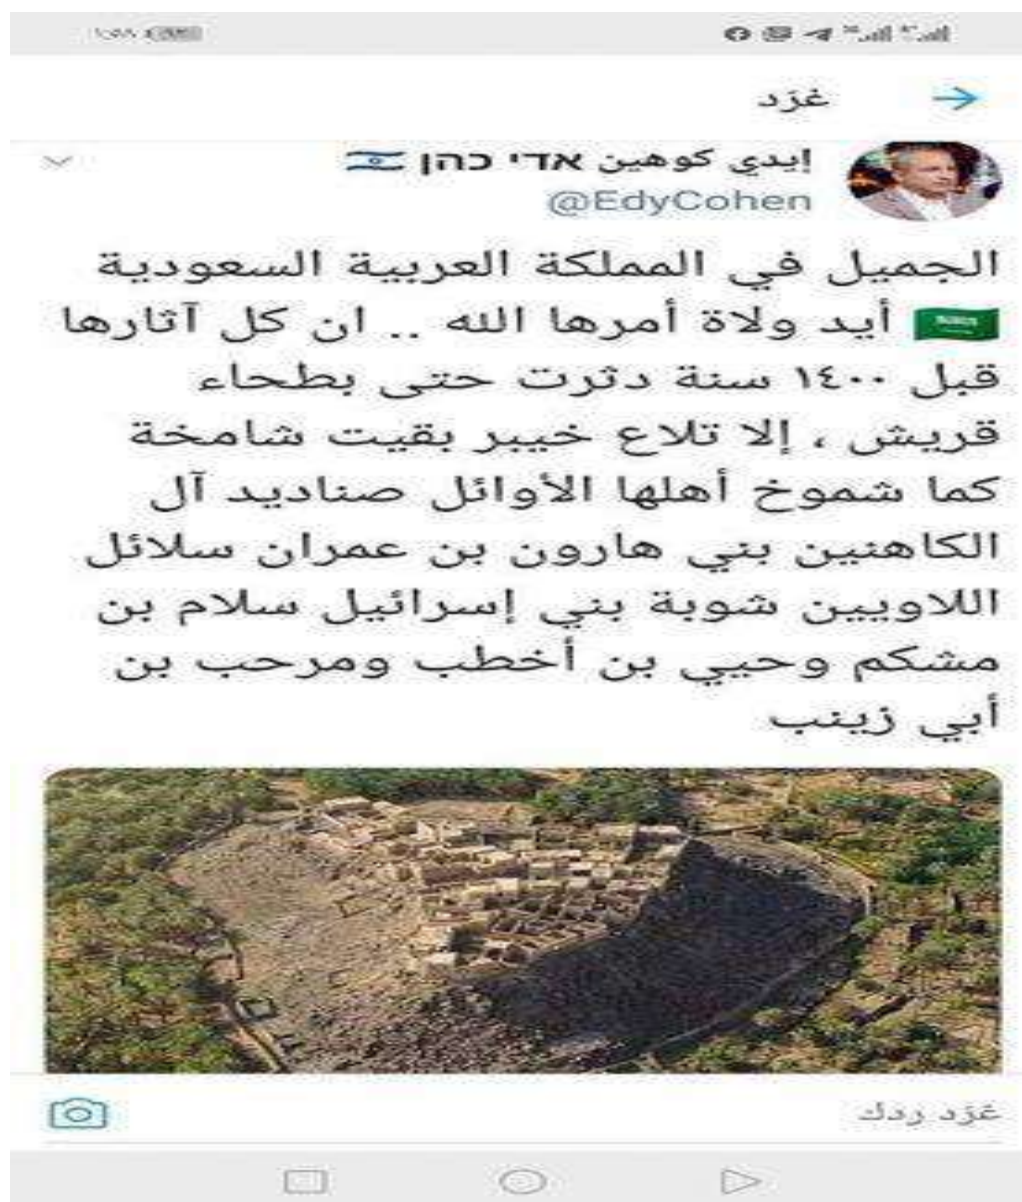 غرّد
إيدي كوهين אדי כהן 🇮🇱
@EdyCohen
الجميل في المملكة العربية السعودية
🇸🇦 أيد ولاة أمرها الله .. ان كل آثارها
قبل ١٤٠٠ سنة دثرت حتى بطحاء
قريش ، إلا تلاع خيبر بقيت شامخة
كما شموخ أهلها الأوائل صناديد آل
الكاهنين بني هارون بن عمران سلائل
اللاويين شوبة بني إسرائيل سلام بن
مشكم وحيي بن أخطب ومرحب بن
أبي زينب
غرّد ردك